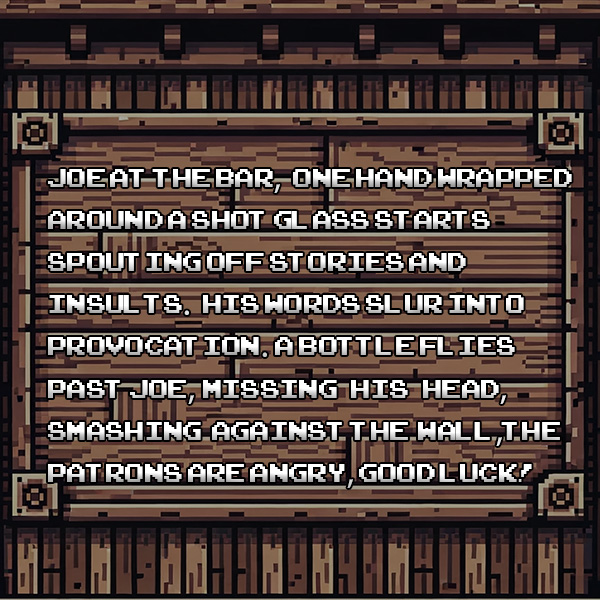 JOE AT THE BAR, ONE HAND WRAPPED
AROUND A SHOT GLASS STARTS
SPOUTING OFF STORIES AND
INSULTS. HIS WORDS SLUR INTO
PROVOCATION. A BOTTLE FLIES
PAST JOE, MISSING HIS HEAD,
SMASHING AGAINST THE WALL, THE
PATRONS ARE ANGRY, GOOD LUCK!